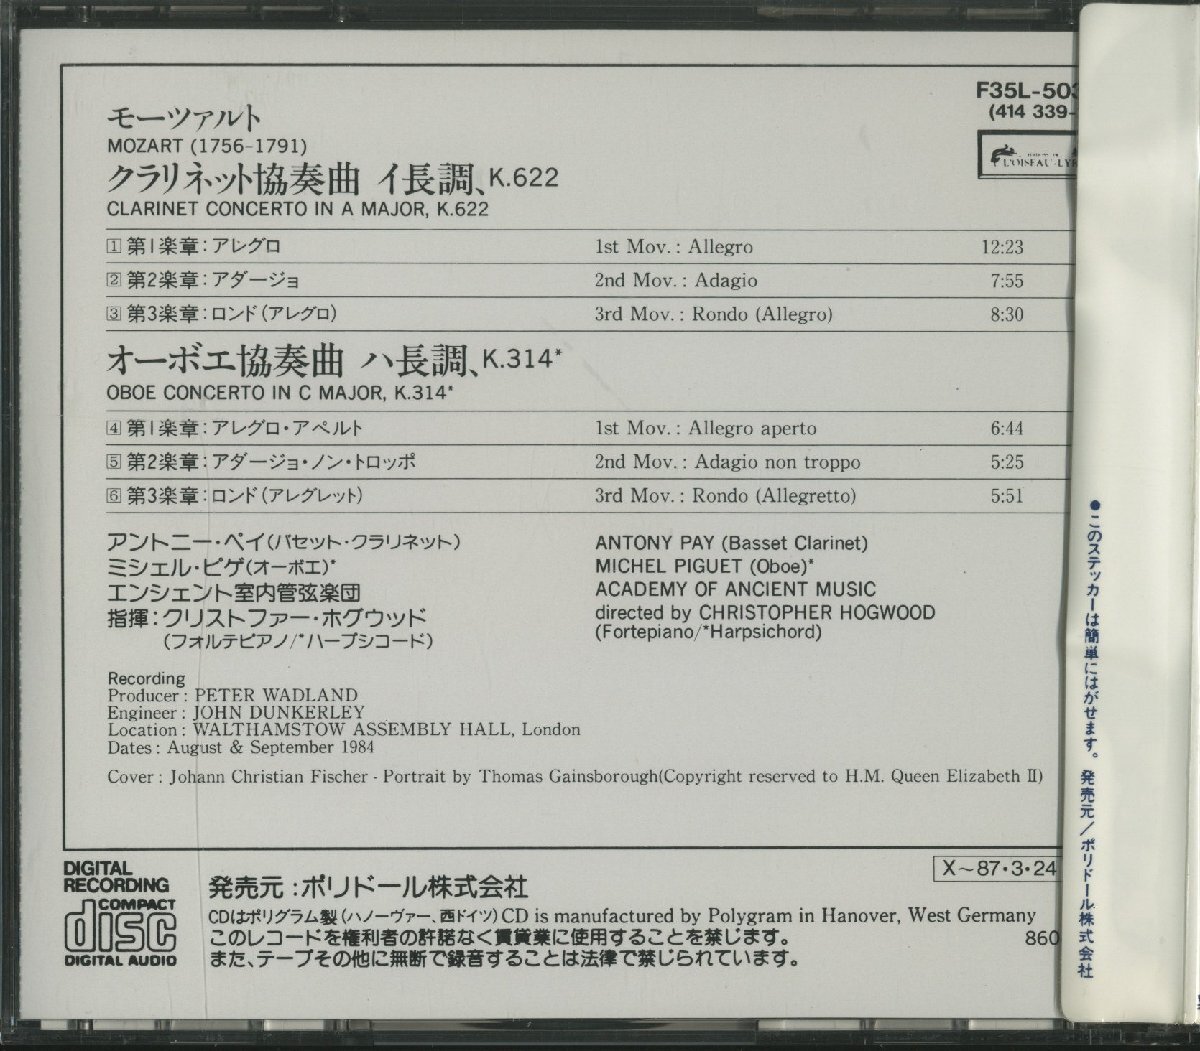 F35L-503
(414 339-
L'OISEAU-LYR
モーツァルト
MOZART (1756-1791)
クラリネット協奏曲 イ長調、K.622
CLARINET CONCERTO IN A MAJOR, K.622
1 第1楽章：アレグロ 1st Mov.: Allegro 12:23
2 第2楽章：アダージョ 2nd Mov.: Adagio 7:55
3 第3楽章：ロンド（アレグロ） 3rd Mov.: Rondo (Allegro) 8:30
オーボエ協奏曲 ハ長調、K.314*
OBOE CONCERTO IN C MAJOR, K.314*
4 第1楽章：アレグロ・アペルト 1st Mov.: Allegro aperto 6:44
5 第2楽章：アダージョ・ノン・トロッポ 2nd Mov.: Adagio non troppo 5:25
6 第3楽章：ロンド（アレグレット） 3rd Mov.: Rondo (Allegretto) 5:51
アントニー・ペイ（バセット・クラリネット）
ミシェル・ピゲ（オーボエ）*
エンシェント室内管弦楽団
指揮：クリストファー・ホグウッド
（フォルテピアノ/*ハープシコード）
ANTONY PAY (Basset Clarinet)
MICHEL PIGUET (Oboe)*
ACADEMY OF ANCIENT MUSIC
directed by CHRISTOPHER HOGWOOD
(Fortepiano/*Harpsichord)
Recording
Producer : PETER WADLAND
Engineer : JOHN DUNKERLEY
Location : WALTHAMSTOW ASSEMBLY HALL, London
Dates : August & September 1984
Cover : Johann Christian Fischer - Portrait by Thomas Gainsborough(Copyright reserved to H.M. Queen Elizabeth II)
DIGITAL
RECORDING
COMPACT
disc
DIGITAL AUDIO
発売元：ポリドール株式会社
X〜87・3・24
CDはポリグラム製（ハノーヴァー、西ドイツ）CD is manufactured by Polygram in Hanover, West Germany
このレコードを権利者の許諾なく賃貸業に使用することを禁じます。
860
また、テープその他に無断で録音することは法律で禁じられています。
●このステッカーは簡単にはがせます。発売元／ポリドール株式会社